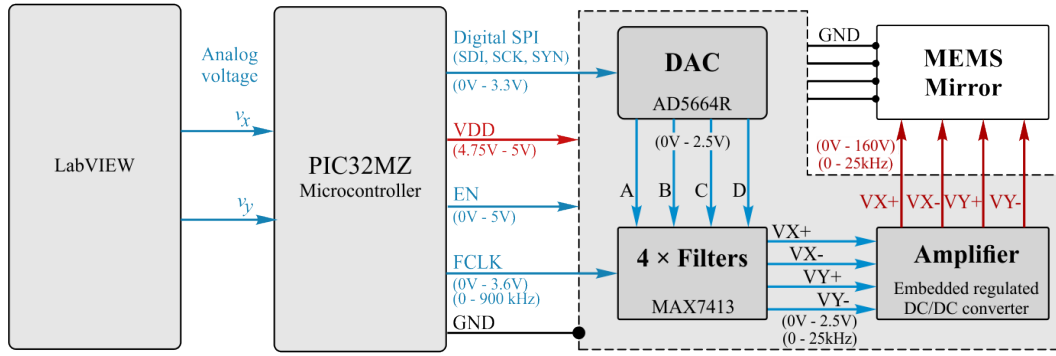 LabVIEW
Analog
voltage
vx
vy
PIC32MZ
Microcontroller
Digital SPI
(SDI, SCK, SYN)
(0V - 3.3V)
VDD
(4.75V - 5V)
EN
(0V - 5V)
FCLK
(0V - 3.6V)
(0 - 900 kHz)
GND
DAC
AD5664R
(0V - 2.5V)
A B C D
4 × Filters
MAX7413
VX+
VX-
VY+
VY-
(0V - 2.5V)
(0 - 25kHz)
GND
MEMS
Mirror
(0V - 160V)
(0 - 25kHz)
VX+ VX- VY+ VY-
Amplifier
Embedded regulated
DC/DC converter